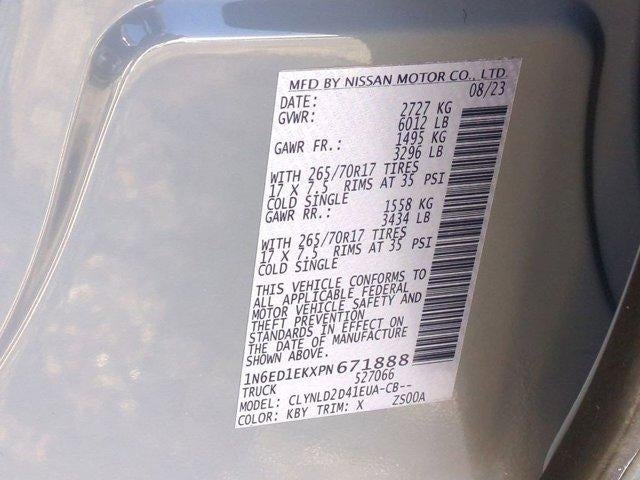 MFD BY NISSAN MOTOR CO., LTD.
DATE: 08/23
GVWR: 2727 KG
6012 LB
GAWR FR.: 1495 KG
3296 LB
WITH 265/70R17 TIRES
17 X 7.5 RIMS AT 35 PSI
COLD SINGLE
GAWR RR.: 1558 KG
3434 LB
WITH 265/70R17 TIRES
17 X 7.5 RIMS AT 35 PSI
COLD SINGLE
THIS VEHICLE CONFORMS TO
ALL APPLICABLE FEDERAL
MOTOR VEHICLE SAFETY AND
THEFT PREVENTION
STANDARDS IN EFFECT ON
THE DATE OF MANUFACTURE
SHOWN ABOVE.
1N6ED1EKXPN671888
TRUCK 527066
MODEL: CLYNLD2D41EUA-CB--
COLOR: KBY TRIM: X ZS00A